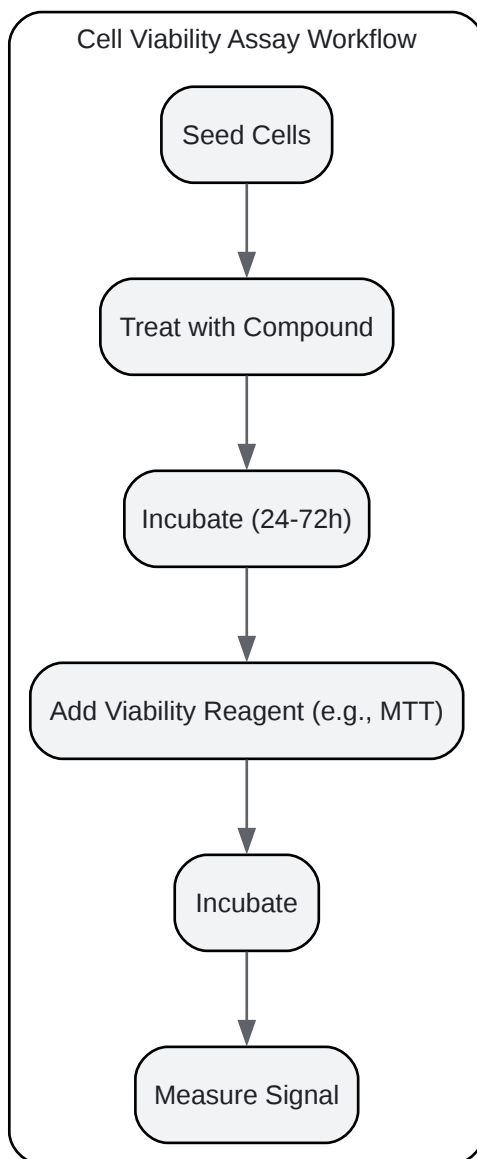 Cell Viability Assay Workflow
Seed Cells
Treat with Compound
Incubate (24-72h)
Add Viability Reagent (e.g., MTT)
Incubate
Measure Signal